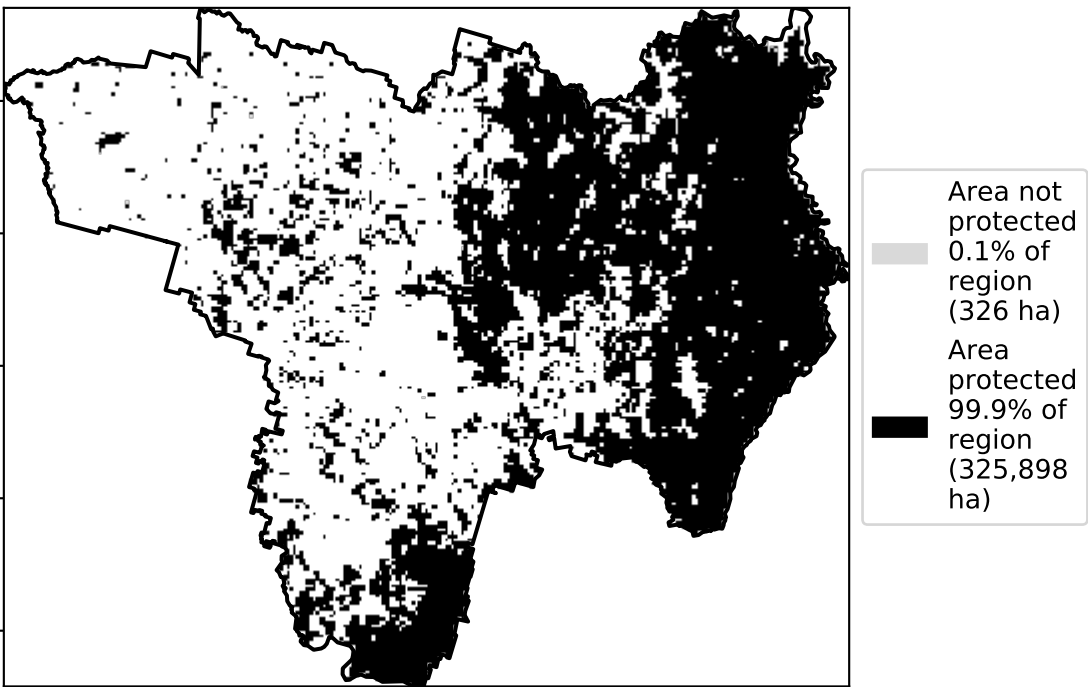 Area not
protected
0.1% of
region
(326 ha)
Area
protected
99.9% of
region
(325,898
ha)